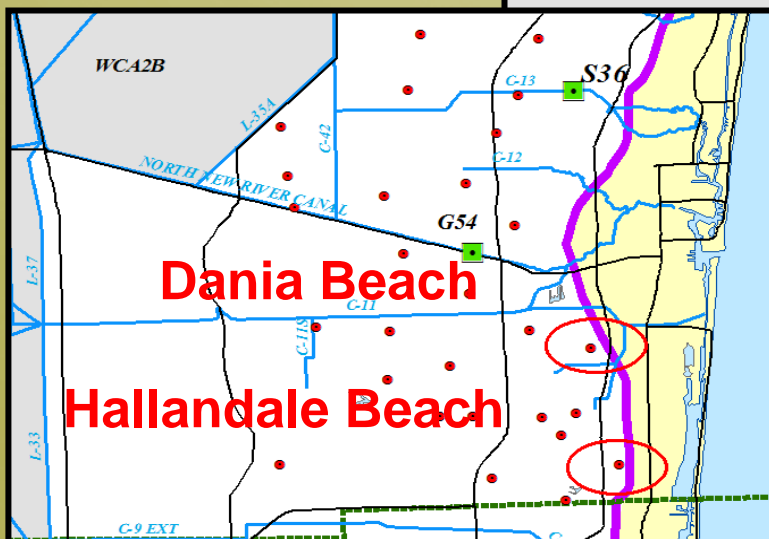 WCA2B
S36
C-13
L-35A
C-42
C-12
NORTH NEW RIVER CANAL
G54
L-37
Dania Beach
C-11
C-11S
Hallandale Beach
L-33
C-9 EXT